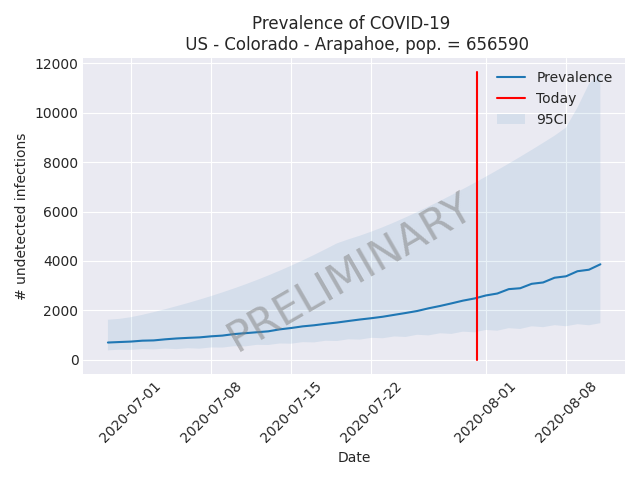 Prevalence of COVID-19
US - Colorado - Arapahoe, pop. = 656590
12000
10000
8000
6000
4000
2000
0
# undetected infections
Prevalence
Today
95CI
PRELIMINARY
2020-07-01
2020-07-08
2020-07-15
2020-07-22
2020-08-01
2020-08-08
Date